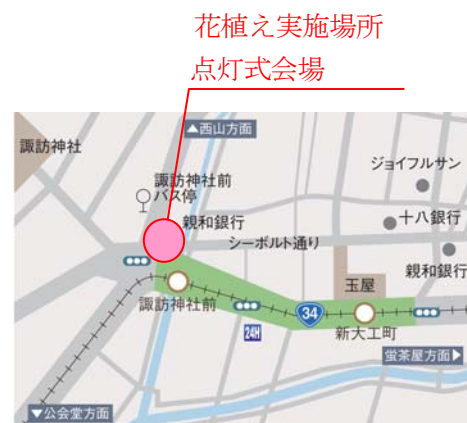 花植え実施場所
点灯式会場
▲西山方面
諏訪神社
ジョイフルサン
諏訪神社前
バス停
十八銀行
親和銀行
シーボルト通り
親和銀行
玉屋
諏訪神社前
34
24H
新大工町
蛍茶屋方面▶
▼公会堂方面